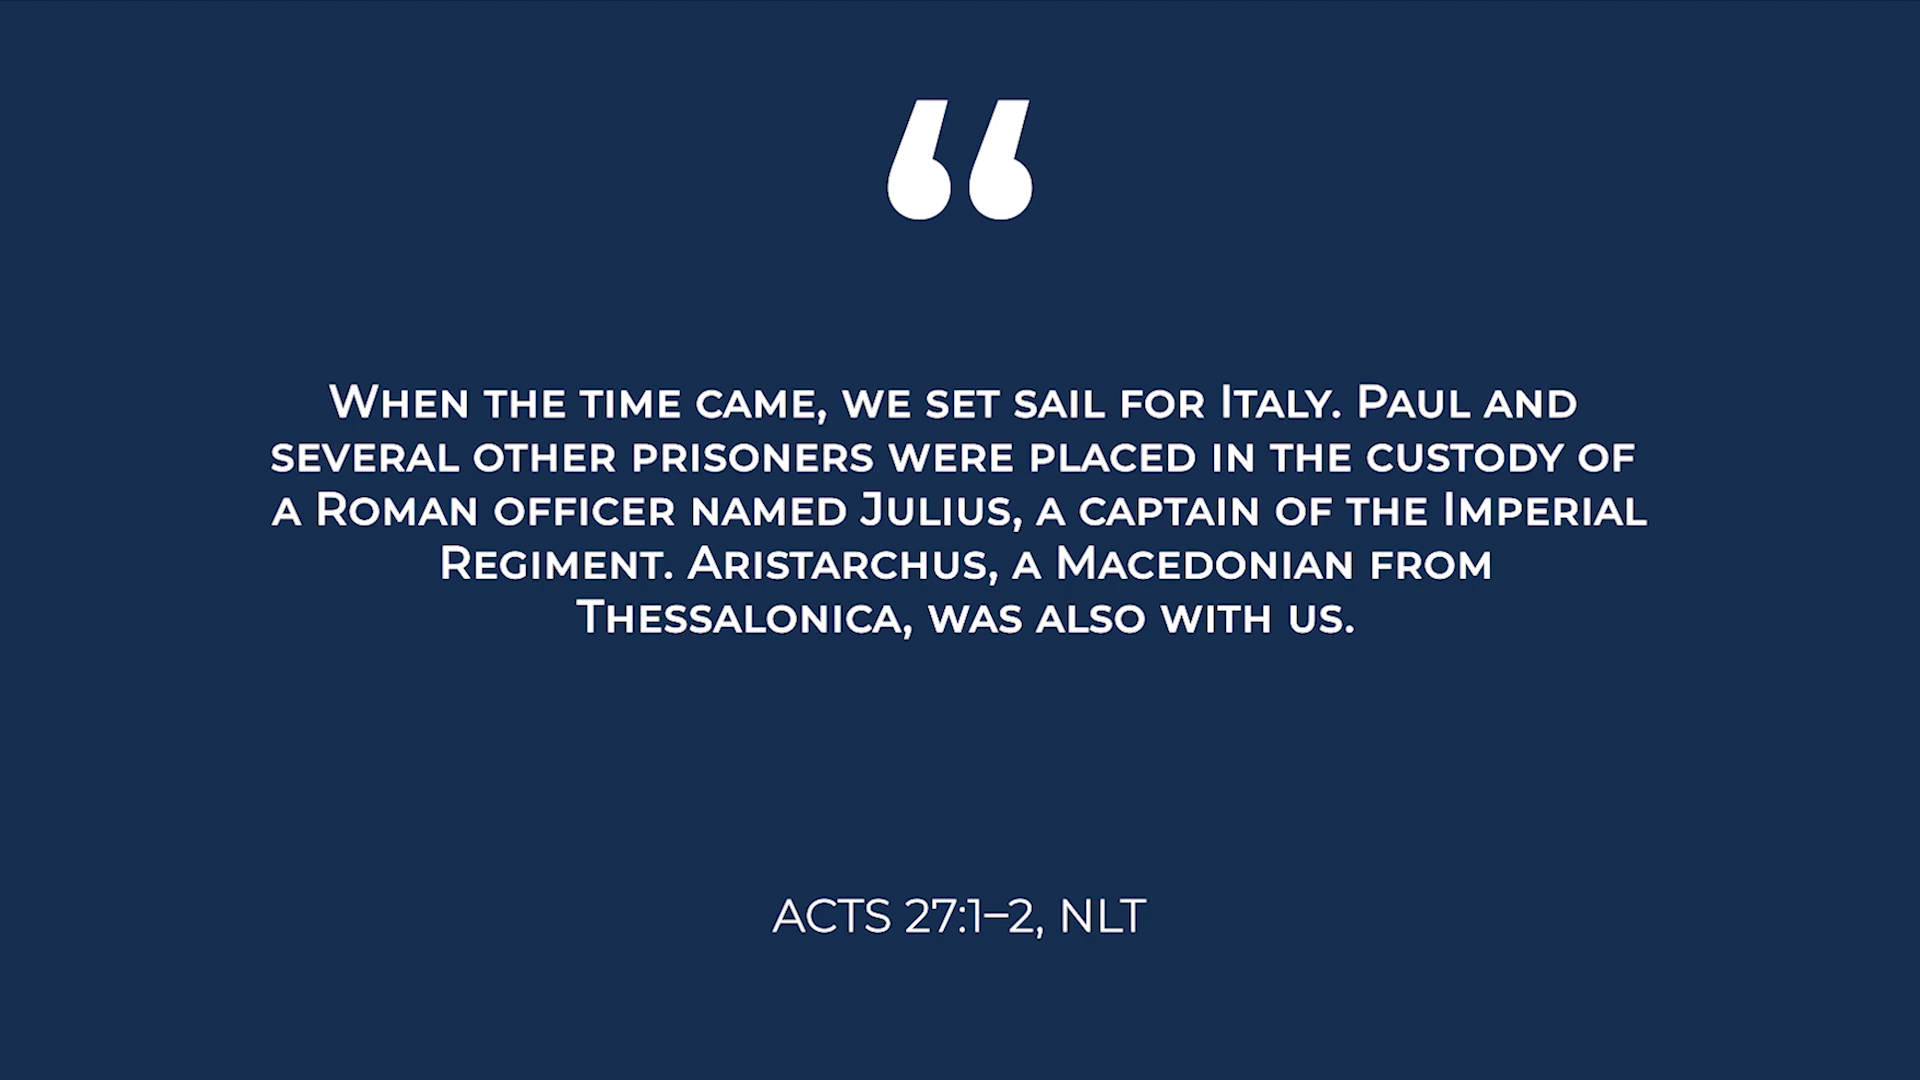 “
When the time came, we set sail for Italy. Paul and
several other prisoners were placed in the custody of
a Roman officer named Julius, a captain of the Imperial
Regiment. Aristarchus, a Macedonian from
Thessalonica, was also with us.
ACTS 27:1–2, NLT